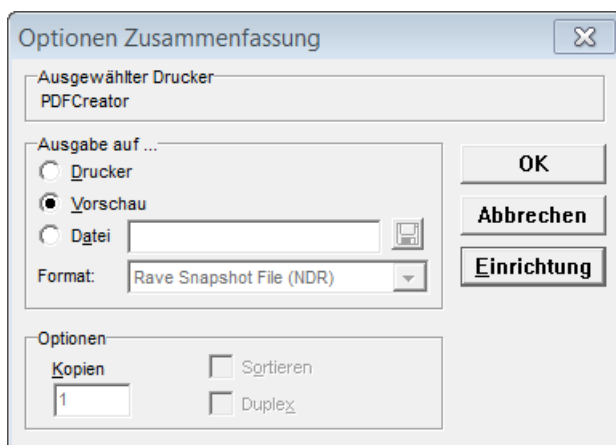 Optionen Zusammenfassung
Ausgewählter Drucker
PDFCreator
Ausgabe auf ...
Drucker
Vorschau
Datei
Format: Rave Snapshot File (NDR)
OK
Abbrechen
Einrichtung
Optionen
Kopien
1
Sortieren
Duplex